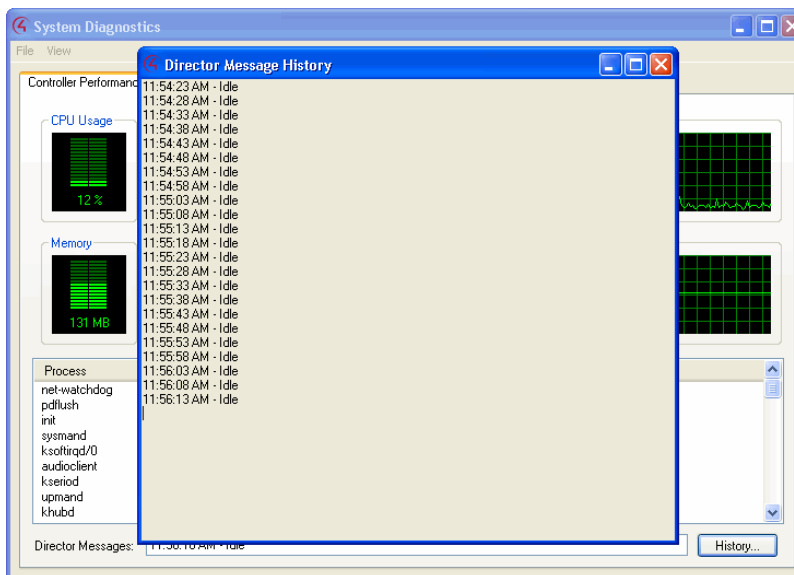 System Diagnostics
File View
Director Message History
Controller Performanc
CPU Usage
12 %
Memory
131 MB
11:54:23 AM - Idle
11:54:28 AM - Idle
11:54:33 AM - Idle
11:54:38 AM - Idle
11:54:43 AM - Idle
11:54:48 AM - Idle
11:54:53 AM - Idle
11:54:58 AM - Idle
11:55:03 AM - Idle
11:55:08 AM - Idle
11:55:13 AM - Idle
11:55:18 AM - Idle
11:55:23 AM - Idle
11:55:28 AM - Idle
11:55:33 AM - Idle
11:55:38 AM - Idle
11:55:43 AM - Idle
11:55:48 AM - Idle
11:55:53 AM - Idle
11:55:58 AM - Idle
11:56:03 AM - Idle
11:56:08 AM - Idle
11:56:13 AM - Idle
Process
net-watchdog
pdflush
init
sysmand
ksoftirqd/0
audioclient
kseriod
upmand
khubd
Director Messages:
History...